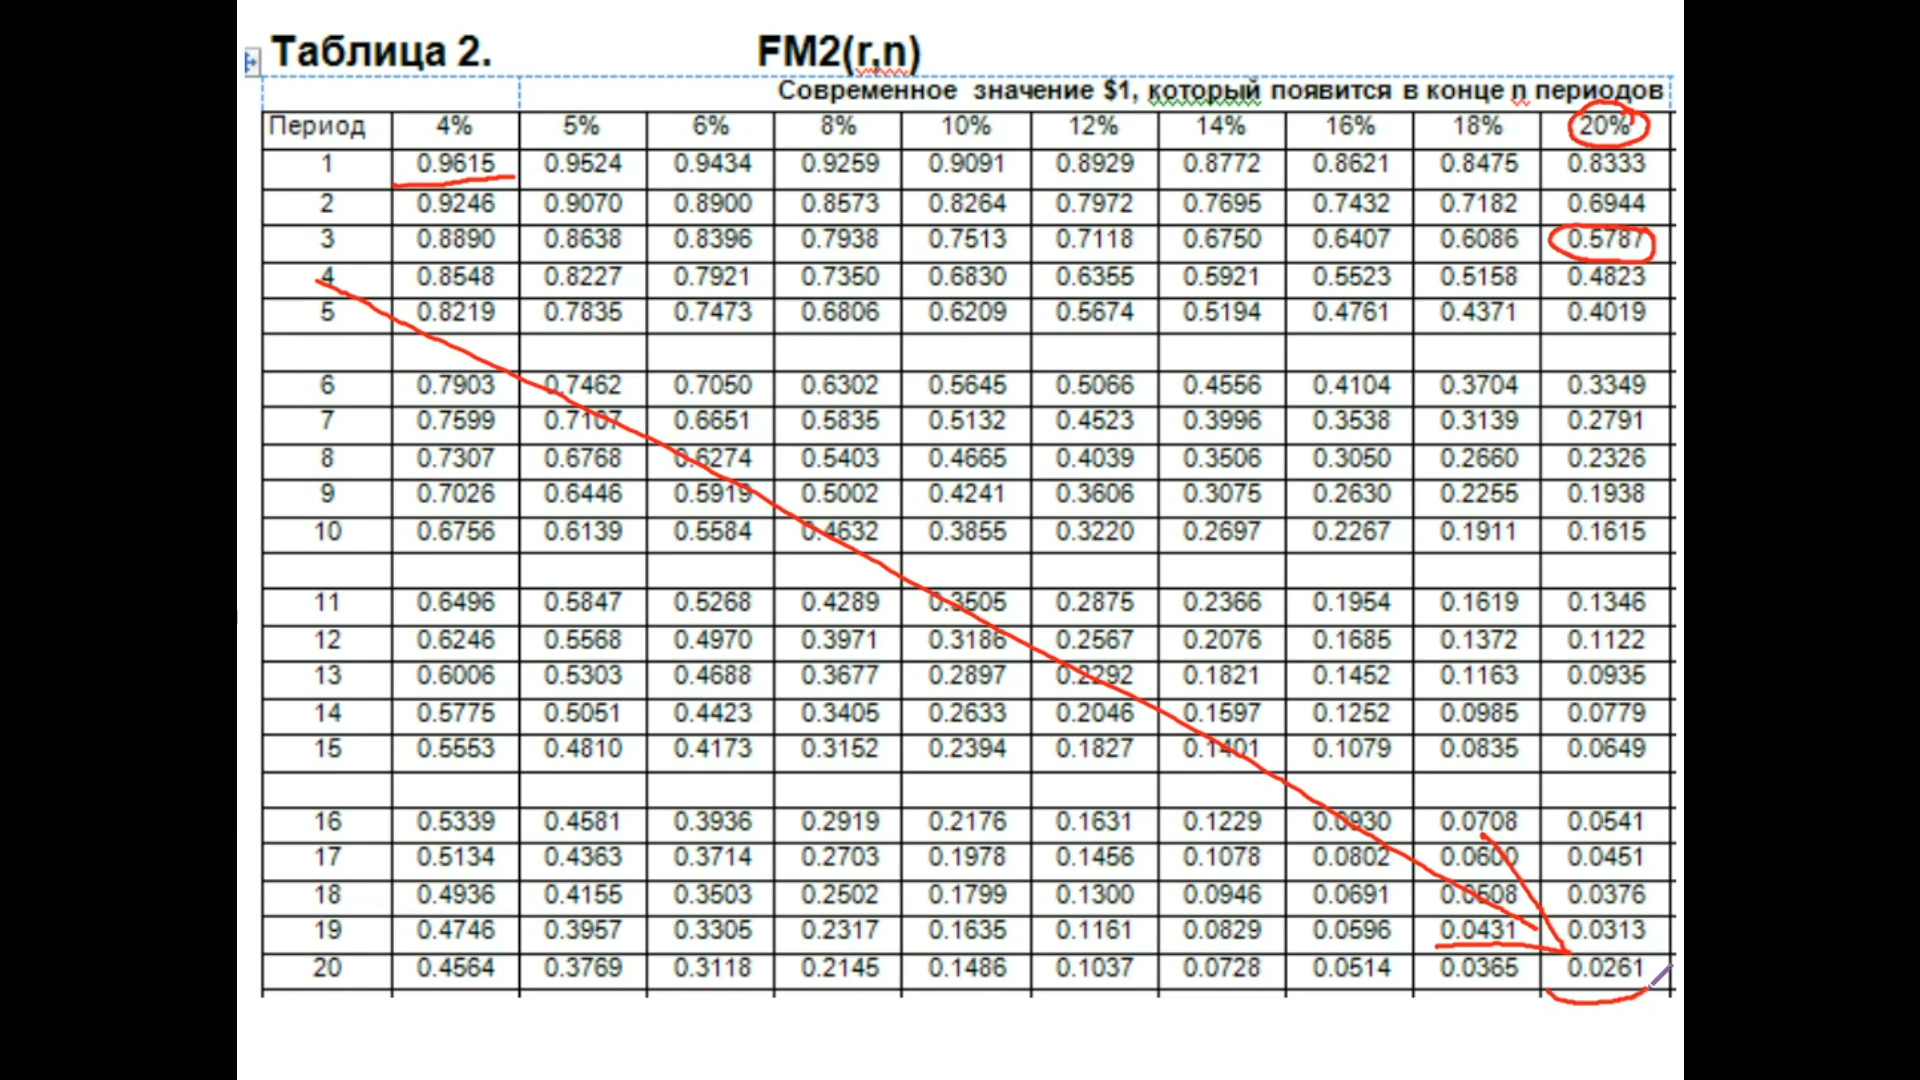 Таблица 2. FM2(r,n)
Современное значение $1, который появится в конце n периодов
Период 4% 5% 6% 8% 10% 12% 14% 16% 18% 20%
1 0.9615 0.9524 0.9434 0.9259 0.9091 0.8929 0.8772 0.8621 0.8475 0.8333
2 0.9246 0.9070 0.8900 0.8573 0.8264 0.7972 0.7695 0.7432 0.7182 0.6944
3 0.8890 0.8638 0.8396 0.7938 0.7513 0.7118 0.6750 0.6407 0.6086 0.5787
4 0.8548 0.8227 0.7921 0.7350 0.6830 0.6355 0.5921 0.5523 0.5158 0.4823
5 0.8219 0.7835 0.7473 0.6806 0.6209 0.5674 0.5194 0.4761 0.4371 0.4019
6 0.7903 0.7462 0.7050 0.6302 0.5645 0.5066 0.4556 0.4104 0.3704 0.3349
7 0.7599 0.7107 0.6651 0.5835 0.5132 0.4523 0.3996 0.3538 0.3139 0.2791
8 0.7307 0.6768 0.6274 0.5403 0.4665 0.4039 0.3506 0.3050 0.2660 0.2326
9 0.7026 0.6446 0.5919 0.5002 0.4241 0.3606 0.3075 0.2630 0.2255 0.1938
10 0.6756 0.6139 0.5584 0.4632 0.3855 0.3220 0.2697 0.2267 0.1911 0.1615
11 0.6496 0.5847 0.5268 0.4289 0.3505 0.2875 0.2366 0.1954 0.1619 0.1346
12 0.6246 0.5568 0.4970 0.3971 0.3186 0.2567 0.2076 0.1685 0.1372 0.1122
13 0.6006 0.5303 0.4688 0.3677 0.2897 0.2292 0.1821 0.1452 0.1163 0.0935
14 0.5775 0.5051 0.4423 0.3405 0.2633 0.2046 0.1597 0.1252 0.0985 0.0779
15 0.5553 0.4810 0.4173 0.3152 0.2394 0.1827 0.1401 0.1079 0.0835 0.0649
16 0.5339 0.4581 0.3936 0.2919 0.2176 0.1631 0.1229 0.0930 0.0708 0.0541
17 0.5134 0.4363 0.3714 0.2703 0.1978 0.1456 0.1078 0.0802 0.0600 0.0451
18 0.4936 0.4155 0.3503 0.2502 0.1799 0.1300 0.0946 0.0691 0.0508 0.0376
19 0.4746 0.3957 0.3305 0.2317 0.1635 0.1161 0.0829 0.0596 0.0431 0.0313
20 0.4564 0.3769 0.3118 0.2145 0.1486 0.1037 0.0728 0.0514 0.0365 0.0261